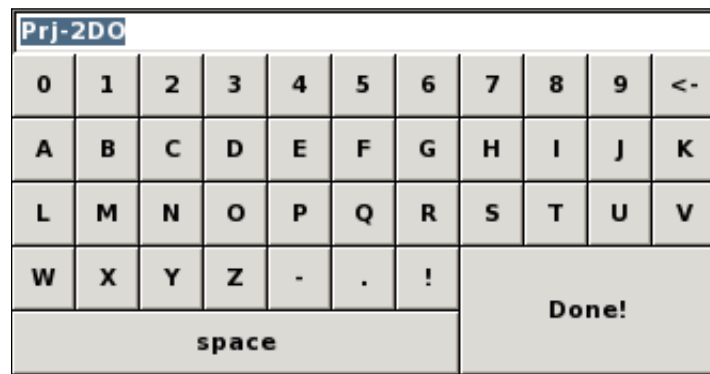 Prj-2DO
0 1 2 3 4 5 6 7 8 9 <-
A B C D E F G H I J K
L M N O P Q R S T U V
W X Y Z - . !
Done!
space